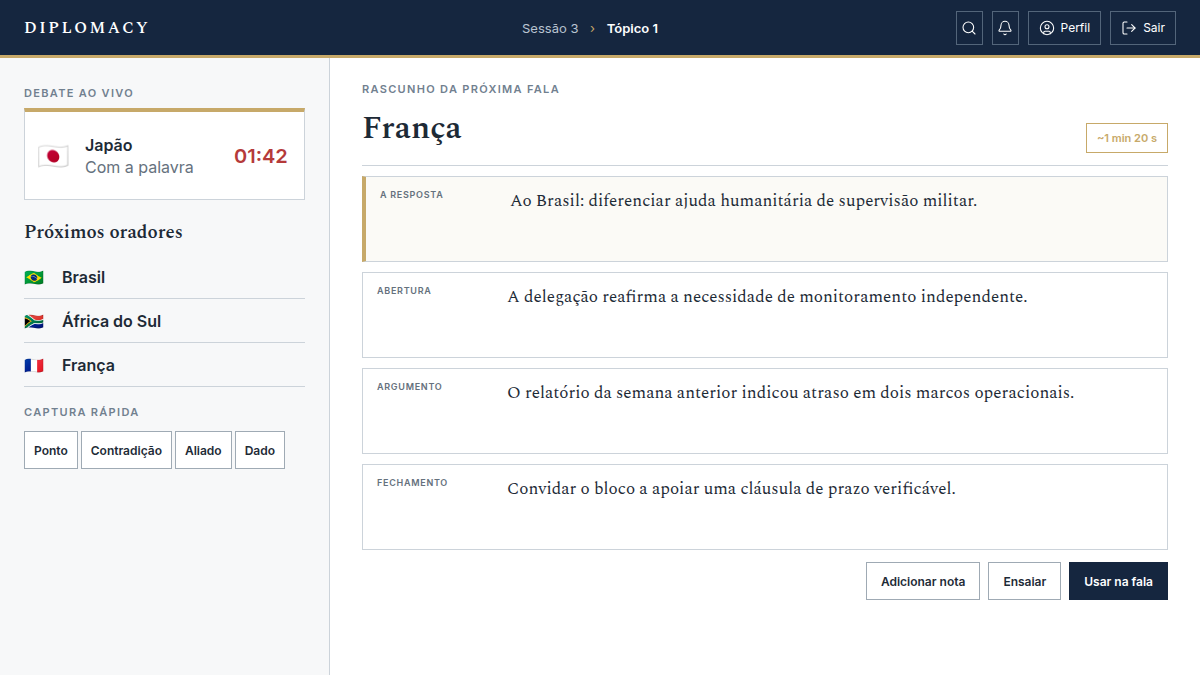 DIPLOMACY
Sessão 3 › Tópico 1
Perfil
Sair
DEBATE AO VIVO
Japão
Com a palavra
01:42
Próximos oradores
Brasil
África do Sul
França
CAPTURA RÁPIDA
Ponto
Contradição
Aliado
Dado
RASCUNHO DA PRÓXIMA FALA
França
~1 min 20 s
A RESPOSTA
Ao Brasil: diferenciar ajuda humanitária de supervisão militar.
ABERTURA
A delegação reafirma a necessidade de monitoramento independente.
ARGUMENTO
O relatório da semana anterior indicou atraso em dois marcos operacionais.
FECHAMENTO
Convidar o bloco a apoiar uma cláusula de prazo verificável.
Adicionar nota
Ensaiar
Usar na fala